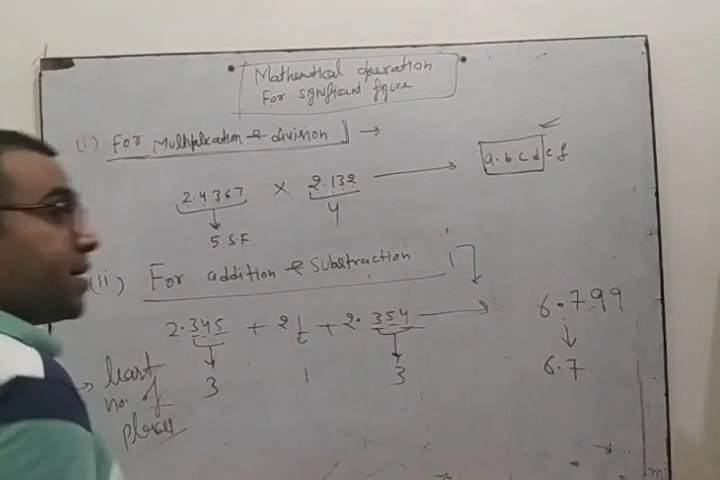 Mathematical operation
For significant figure
(i) For Multiplication & division →
2.4367 × 2.132 → a.bcdef
5 SF
4
(ii) For addition & Substraction
2.345 + 2.1 + 2.354 → 6.799
3 1 3 6.7
→ least
no. of
places